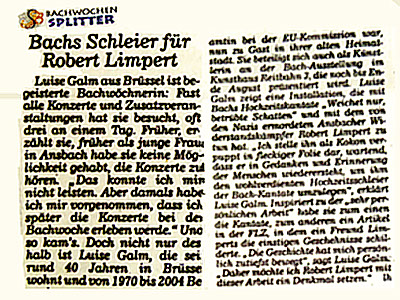 BACHWOCHEN
SPLITTER
Bachs Schleier für
Robert Limpert
Luise Galm aus Brüssel ist be-
geisterte Bachwöchnerin: Fast
alle Konzerte und Zusatzveran-
staltungen hat sie besucht, oft
drei an einem Tag. Früher, er-
zählt sie, früher als junge Frau
in Ansbach habe sie keine Mög-
lichkeit gehabt, die Konzerte zu
hören. „Das konnte ich mir
nicht leisten. Aber damals habe
ich mir vorgenommen, dass ich
später die Konzerte bei der
Bachwoche erleben werde.“ Und
so kam's. Doch nicht nur des
halb ist Luise Galm, die sei
rund 40 Jahren in Brüsse
wohnt und von 1970 bis 2004 Be
amtin bei der EU-Kommission war,
nun zu Gast in ihrer alten Heimat-
stadt. Sie beteiligt sich auch als Künst-
lerin an der Bach-Ausstellung im
Kunsthaus Reitbahn 3, die noch bis En-
de August präsentiert wird. Luise
Galm zeigt eine Installation, die mit
Bachs Hochzeitskantate „Weichet nur,
betrübte Schatten“ und mit dem von
den Nazis ermordeten Ansbacher Wi-
derstandskämpfer Robert Limpert zu
tun hat. „Ich stelle ihn als Kokon von
puppt in fleckiger Folie dar, wartend,
dass er in Gedanken und Erinnerung
der Menschen wiederersteht, um ihn
den wohlverdienten Hochzeitsschleier
der Bach-Kantate umzulegen“, erklärt
Luise Galm. Inspiriert zu der „sehr per-
sönlichen Arbeit“ habe sie zum einen
die Kantate, zum anderen ein Artikel
in der FLZ, in dem ein Freund Lim-
perts die einstigen Geschehnisse schil-
derte. „Die Geschichte hat mich persön-
lich zutiefst bewegt“, sagt Luise Galm.
„Daher möchte ich Robert Limpert mit
dieser Arbeit ein Denkmal setzen.“